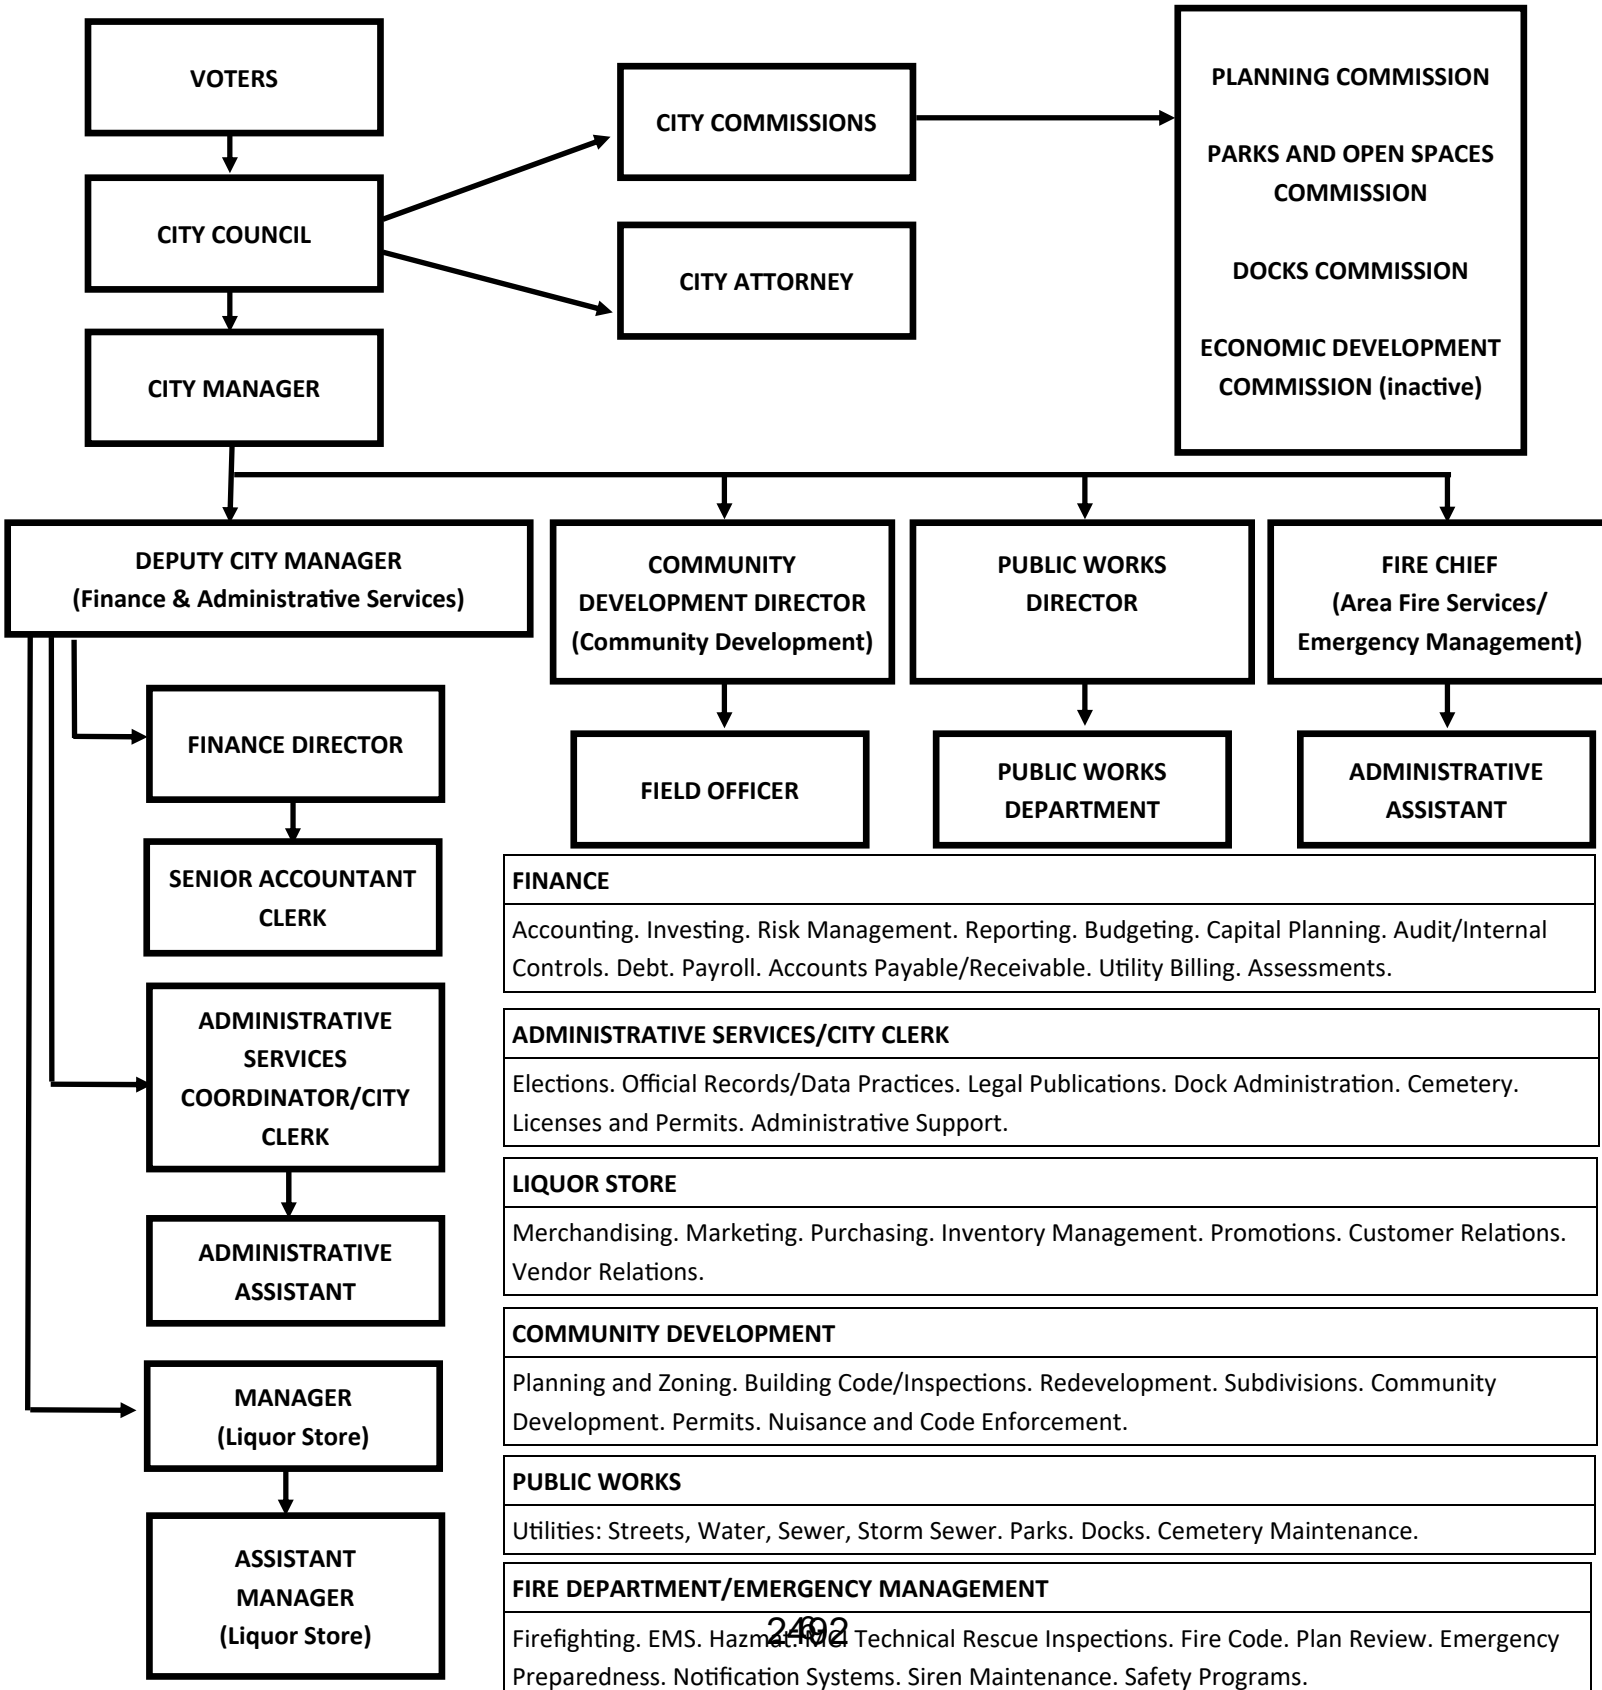 VOTERS
CITY COUNCIL
CITY MANAGER
CITY COMMISSIONS
CITY ATTORNEY
PLANNING COMMISSION
PARKS AND OPEN SPACES
COMMISSION
DOCKS COMMISSION
ECONOMIC DEVELOPMENT
COMMISSION (inactive)
DEPUTY CITY MANAGER
(Finance & Administrative Services)
COMMUNITY
DEVELOPMENT DIRECTOR
(Community Development)
PUBLIC WORKS
DIRECTOR
FIRE CHIEF
(Area Fire Services/
Emergency Management)
FIELD OFFICER
PUBLIC WORKS
DEPARTMENT
ADMINISTRATIVE
ASSISTANT
FINANCE DIRECTOR
SENIOR ACCOUNTANT
CLERK
ADMINISTRATIVE
SERVICES
COORDINATOR/CITY
CLERK
ADMINISTRATIVE
ASSISTANT
MANAGER
(Liquor Store)
ASSISTANT
MANAGER
(Liquor Store)
FINANCE
Accounting. Investing. Risk Management. Reporting. Budgeting. Capital Planning. Audit/Internal
Controls. Debt. Payroll. Accounts Payable/Receivable. Utility Billing. Assessments.
ADMINISTRATIVE SERVICES/CITY CLERK
Elections. Official Records/Data Practices. Legal Publications. Dock Administration. Cemetery.
Licenses and Permits. Administrative Support.
LIQUOR STORE
Merchandising. Marketing. Purchasing. Inventory Management. Promotions. Customer Relations.
Vendor Relations.
COMMUNITY DEVELOPMENT
Planning and Zoning. Building Code/Inspections. Redevelopment. Subdivisions. Community
Development. Permits. Nuisance and Code Enforcement.
PUBLIC WORKS
Utilities: Streets, Water, Sewer, Storm Sewer. Parks. Docks. Cemetery Maintenance.
FIRE DEPARTMENT/EMERGENCY MANAGEMENT
Firefighting. EMS. Hazmat. Technical Rescue Inspections. Fire Code. Plan Review. Emergency
Preparedness. Notification Systems. Siren Maintenance. Safety Programs.